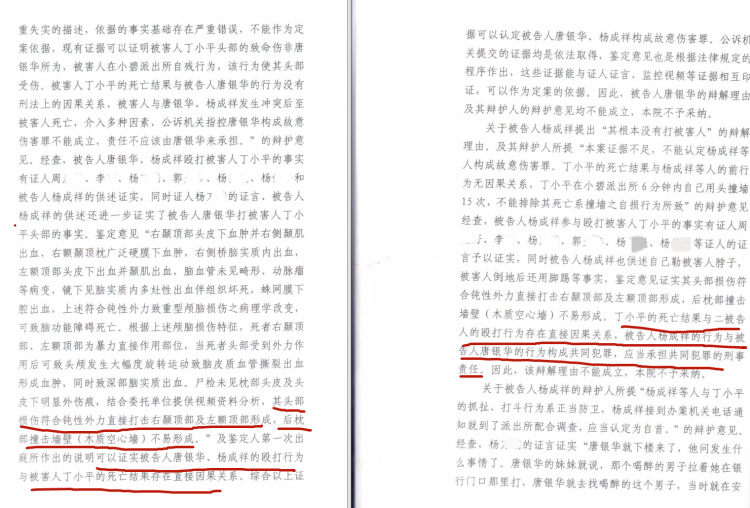 重失实的描述，依据的事实基础存在严重错误，不能作为定
案依据，现有证据可以证明被害人丁小平头部的致命伤非唐
银华所为，被害人在小碧派出所自残行为，该行为使其头部
受伤。被害人丁小平的死亡结果与被告人唐银华的行为没有
刑法上的因果关系，被害人与唐银华、杨成祥发生冲突后至
被害人死亡，介入多种因素，公诉机关指控唐银华构成故意
伤害罪不能成立，责任不应该由唐银华来承担。”的辩护意
见。经查，被告人唐银华、杨成祥殴打被害人丁小平的事实
有证人周 、李 、杨 、郭 、杨 、杨 和
被告人杨成祥的供述证实，同时证人杨 的证言、被告人
杨成祥的供述还进一步证实了被告人唐银华打被害人丁小
平头部的事实。鉴定意见“右颞顶部头皮下血肿并右侧颞肌
出血，右额颞顶枕广泛硬膜下血肿，右侧桥脑实质内出血，
左额顶部头皮下出血并颞肌出血，脑血管未见畸形、动脉瘤
等病变，镜下见脑实质内多灶性出血伴组织坏死，蛛网膜下
腔出血，上述符合钝性外力致重型颅脑损伤之病理学改变，
可致脑功能障碍死亡。根据上述颅脑损伤特征，死者右颞顶
部、左额顶部为暴力直接作用部位，当死者头部受到外力作
用后可致头颅发生大幅度旋转运动致脑皮质血管撕裂出血
形成血肿，同时致深部脑实质出血。尸检未见枕部头皮及头
皮下明显外伤痕，结合委托单位提供视频资料分析，其头部
损伤符合钝性外力直接打击右颞顶部及左额顶部形成，后枕
部撞击墙壁（木质空心墙）不易形成。”及鉴定人第一次出
庭所作出的说明可以证实被告人唐银华、杨成祥的殴打行为
与被害人丁小平的死亡结果存在直接因果关系。综合以上证
据可以认定被告人唐银华、杨成祥构成故意伤害罪。公诉机
关提交的证据均是依法取得，鉴定意见也是根据法律规定的
程序作出，这些证据能与证人证言、监控视频等证据相互印
证，可以作为定案的依据。因此，被告人唐银华的辩解理由
及其辩护人的辩护意见均不能成立，本院不予采纳。
关于被告人杨成祥提出“其根本没有打被害人”的辩解
理由，及其辩护人所提“本案证据不足，不能认定杨成祥等
人构成故意伤害罪。丁小平的死亡结果与杨成祥等人的前行
为无因果关系，丁小平在小碧派出所6分钟内自己用头撞墙
15次，不能排除其死亡系撞墙之自损行为所致”的辩护意见
经查，被告人杨成祥参与殴打被害人丁小平的事实有证人周
、李 、杨 、郭 、杨 、杨 等证人的证
言予以证实，同时被告人杨成祥也供述自己勒被害人脖子，
被害人倒地后还用脚踢等事实，鉴定意见证实其头部损伤符
合钝性外力直接打击右颞顶部及左额顶部形成，后枕部撞击
墙壁（木质空心墙）不易形成。丁小平的死亡结果与二被告
人的殴打行为存在直接因果关系，被告人杨成祥的行为与被
告人唐银华的行为构成共同犯罪，应当承担共同犯罪的刑事
责任。因此，该辩解理由不能成立，本院不予采纳。
关于被告人杨成祥的辩护人所提“杨成祥等人与丁小平
的抓扯、打斗行为系正当防卫，杨成祥接到办案机关电话通
知就到了派出所配合调查，应当认定为自首。”的辩护意见。
经查，杨 的证言证实“唐银华就下楼来了，他问发生什
么事情了。唐银华的妹妹就说，那个喝醉的男子拉着她在银
行门口那里打，唐银华就去找喝醉的这个男子，当时就在安